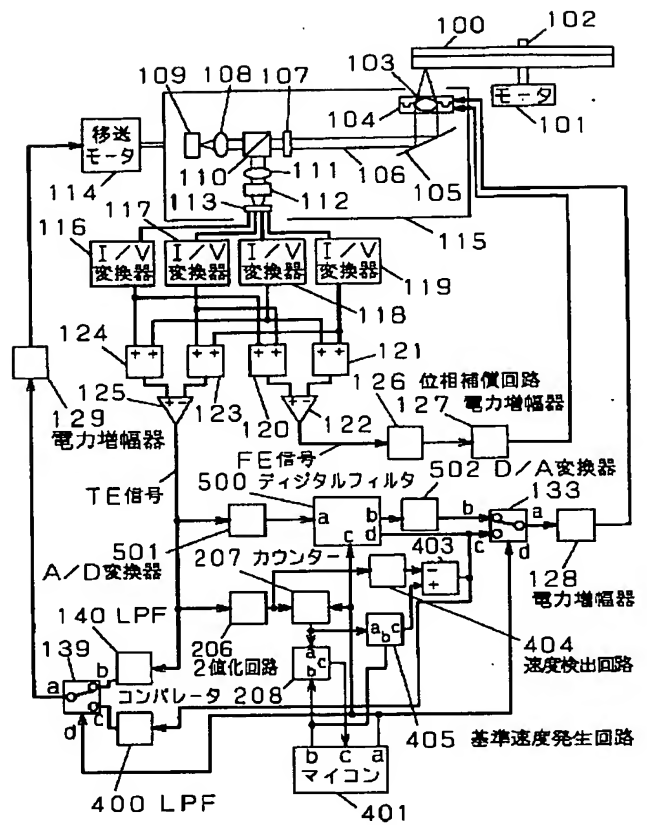 100
102
103
109
108
107
104
モータ
101
移送
モータ
114
110
111
106
105
112
113
115
116
I/V
変換器
117
I/V
変換器
I/V
変換器
118
I/V
変換器
119
124
+ +
+ +
+ +
+ +
121
125
+ -
123
120
+ -
122
126
位相補償回路
127
電力増幅器
129
電力増幅器
FE信号
TE信号
500 ディジタルフィルタ
502 D/A変換器
133
a
b
d
c
b
a
c
d
501
A/D変換器
207 カウンター
403
-
+
128
電力増幅器
140 LPF
206
2値化回路
404
速度検出回路
139
a
b
c
d
コンパレータ 208
a
b
c
a
b
c
405 基準速度発生回路
400 LPF
b c a
マイコン
401